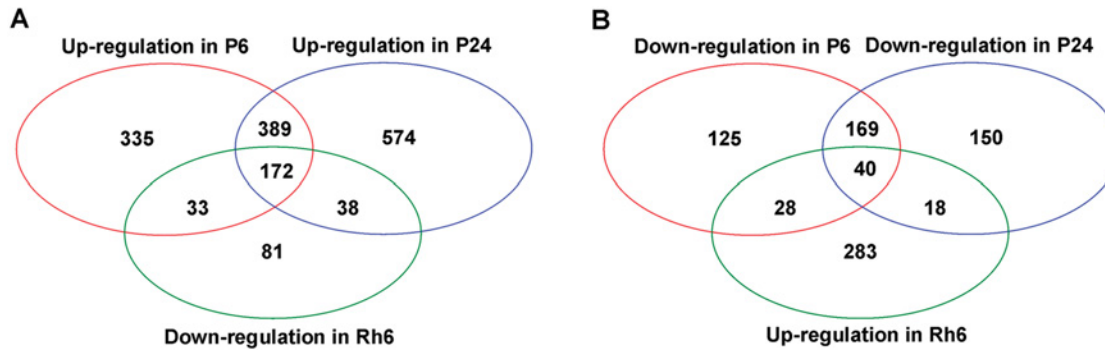 A
Up-regulation in P6
Up-regulation in P24
335
389
574
172
33
38
81
Down-regulation in Rh6
B
Down-regulation in P6
Down-regulation in P24
125
169
150
40
28
18
283
Up-regulation in Rh6